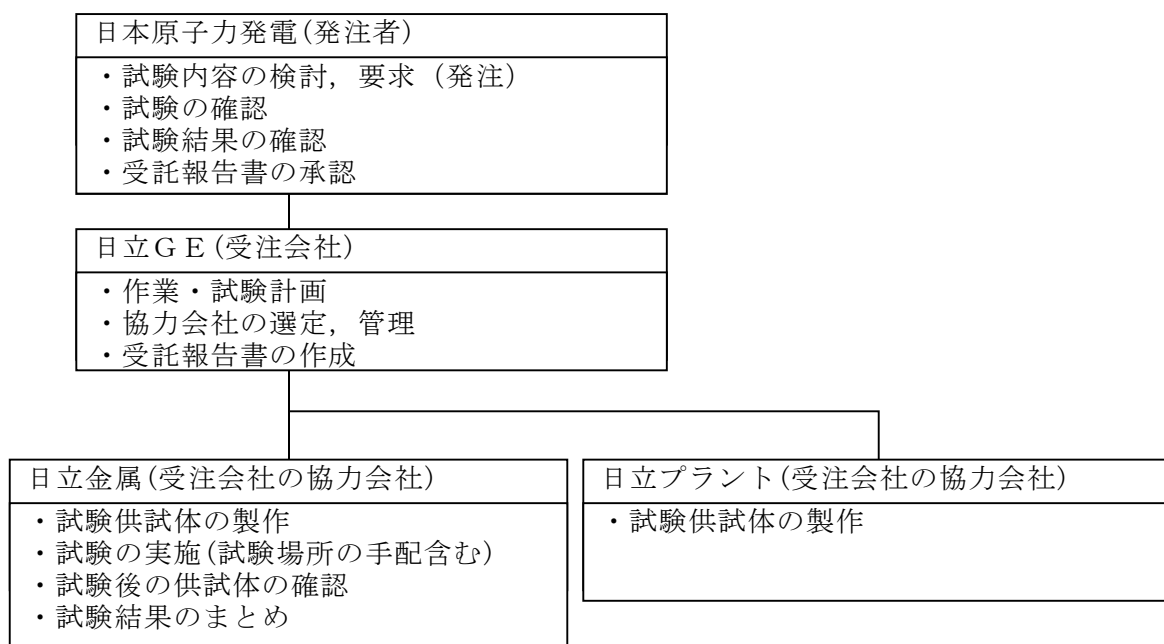 日本原子力発電(発注者)
・試験内容の検討，要求（発注）
・試験の確認
・試験結果の確認
・受託報告書の承認
日立ＧＥ(受注会社)
・作業・試験計画
・協力会社の選定，管理
・受託報告書の作成
日立金属(受注会社の協力会社)
・試験供試体の製作
・試験の実施(試験場所の手配含む)
・試験後の供試体の確認
・試験結果のまとめ
日立プラント(受注会社の協力会社)
・試験供試体の製作